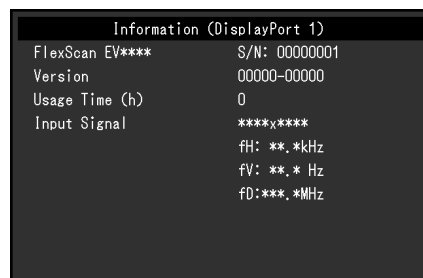 Information (DisplayPort 1)
FlexScan EV**** S/N: 00000001
Version 00000-00000
Usage Time (h) 0
Input Signal ****x****
fH: **.*kHz
fV: **.* Hz
fD:***.*MHz